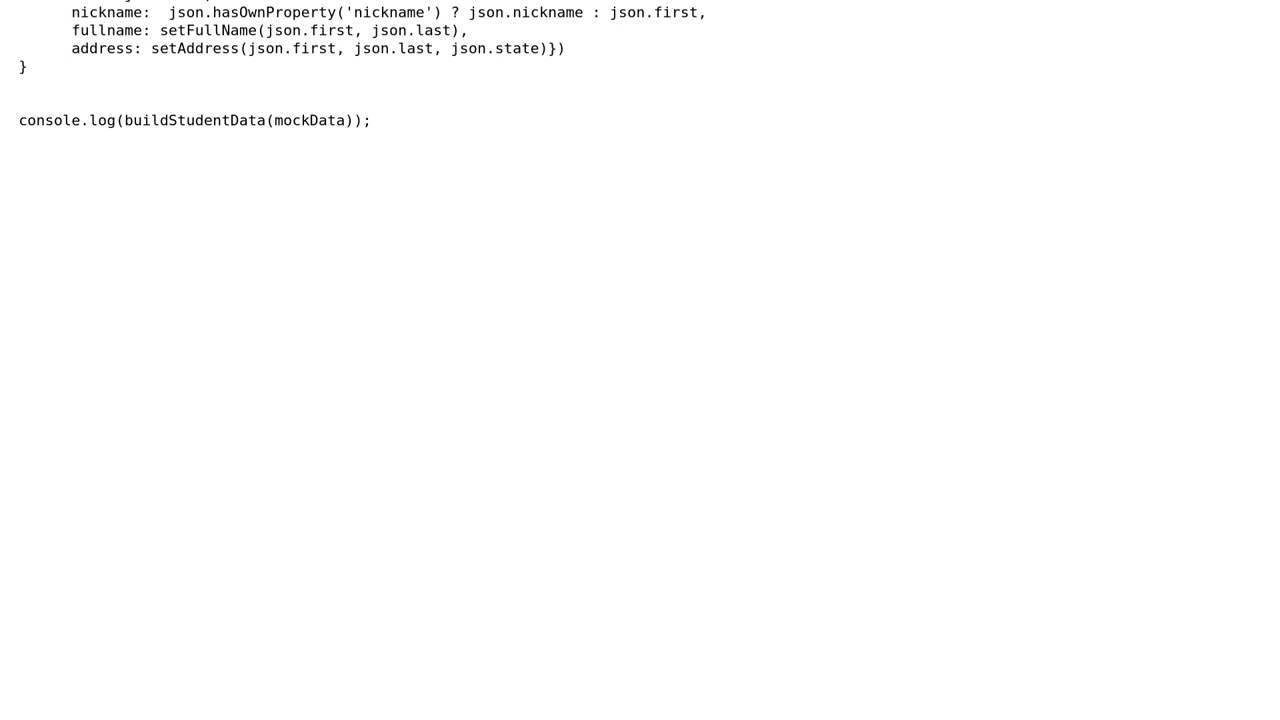 nickname:  json.hasOwnProperty('nickname') ? json.nickname : json.first,
fullname: setFullName(json.first, json.last),
address: setAddress(json.first, json.last, json.state)})
}
console.log(buildStudentData(mockData));